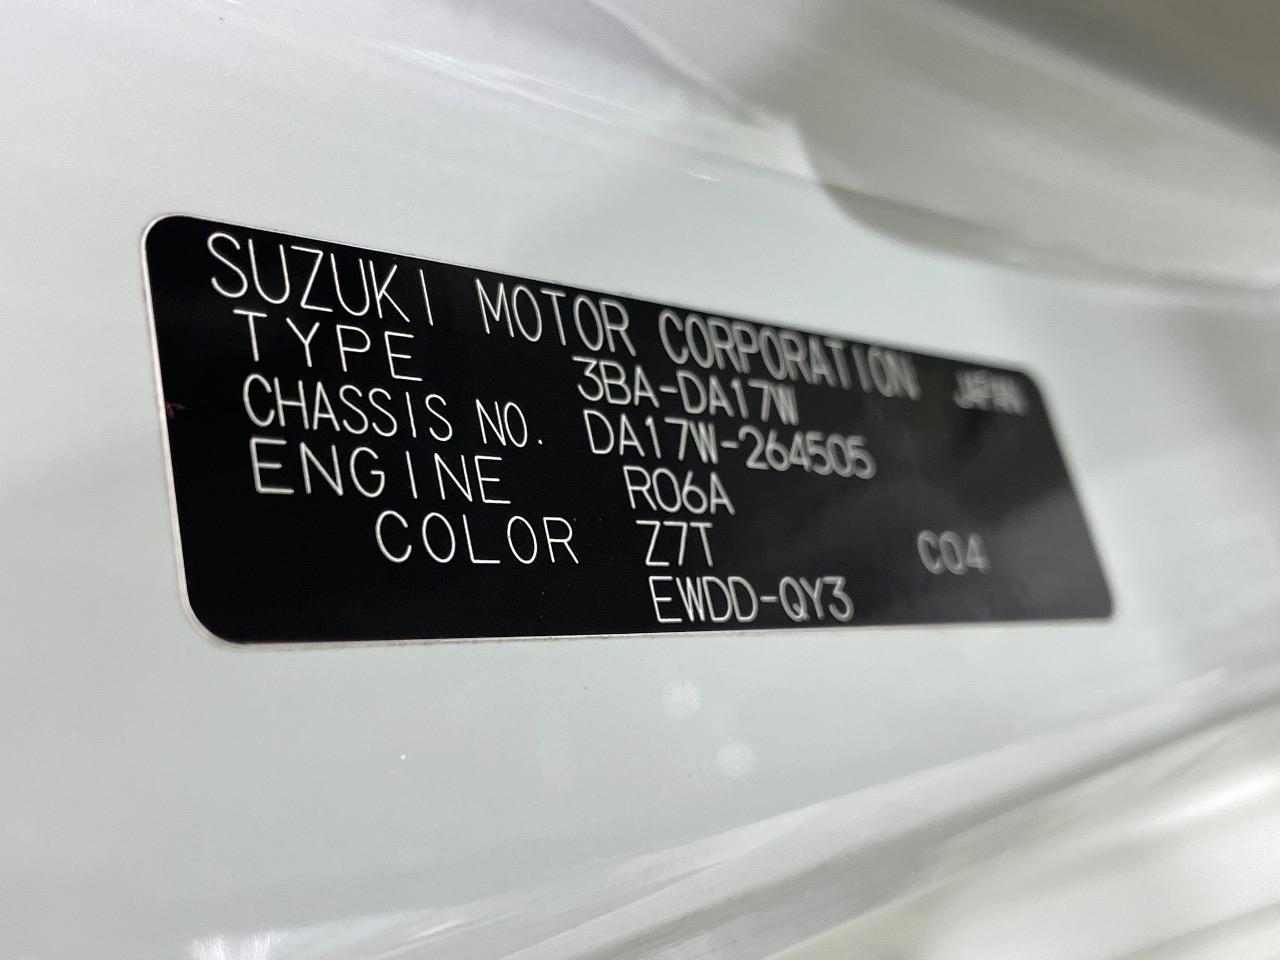 SUZUKI MOTOR CORPORATION JAPAN
TYPE 3BA-DA17W
CHASSIS NO. DA17W-264505
ENGINE R06A
COLOR Z7T C04
EWDD-QY3